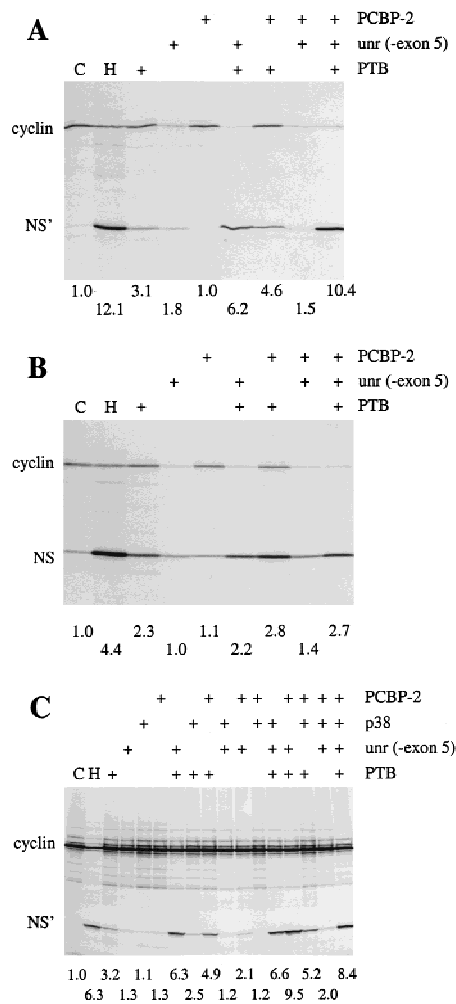 A
+ + + + PCBP-2
+ + + + unr (-exon 5)
C H + + + + PTB
cyclin
NS'
1.0 3.1 1.0 4.6 10.4
12.1 1.8 6.2 1.5
B
+ + + + PCBP-2
+ + + + unr (-exon 5)
C H + + + + PTB
cyclin
NS
1.0 2.3 1.1 2.8 2.7
4.4 1.0 2.2 1.4
C
+ + + + + + + + PCBP-2
+ + + + + + + + p38
+ + + + + + + + unr (-exon 5)
C H + + + + + + + + PTB
cyclin
NS'
1.0 3.2 1.1 6.3 4.9 2.1 6.6 5.2 8.4
6.3 1.3 1.3 2.5 1.2 1.2 9.5 2.0